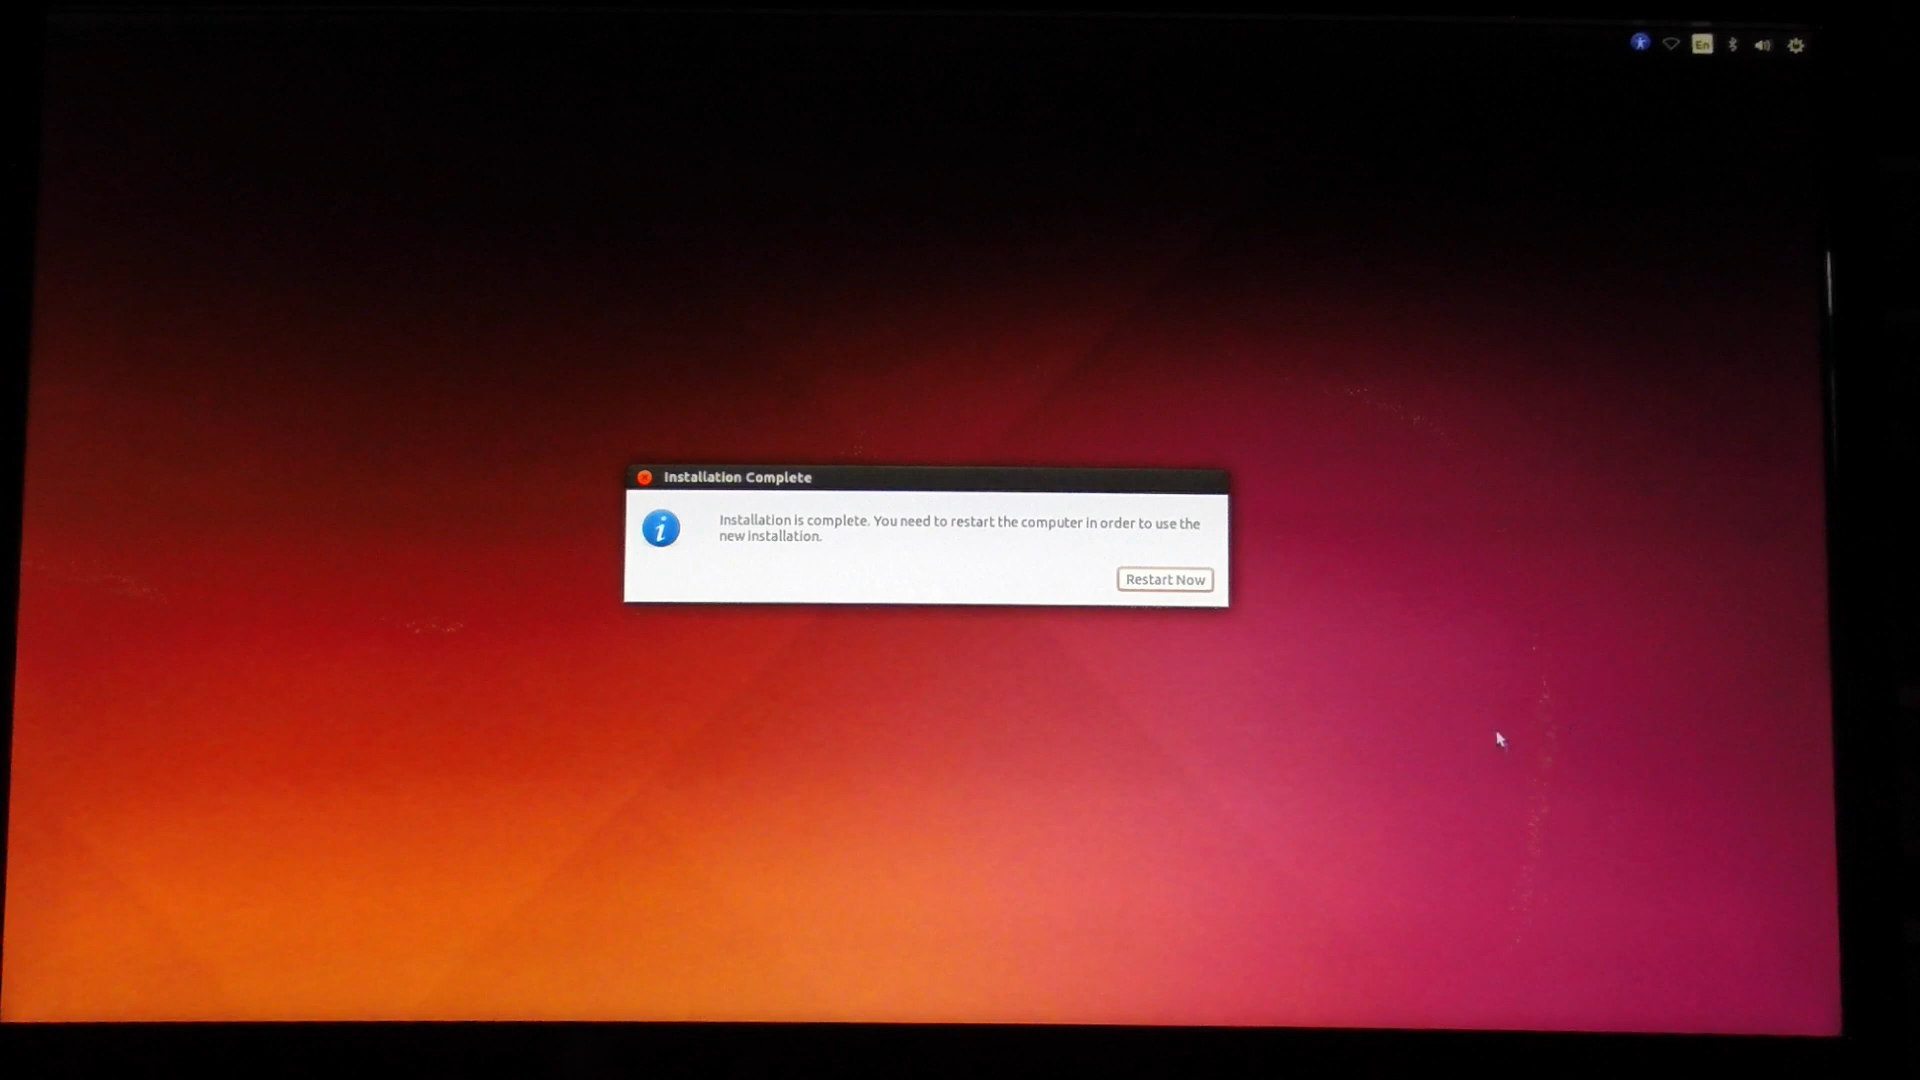 En
Installation Complete
Installation is complete. You need to restart the computer in order to use the
new installation.
Restart Now